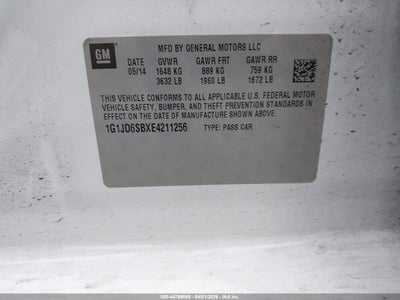 GM
MFD BY GENERAL MOTORS LLC
DATE GVWR GAWR FRT GAWR RR
05/14 1648 KG 889 KG 759 KG
3632 LB 1960 LB 1672 LB
THIS VEHICLE CONFORMS TO ALL APPLICABLE U.S. FEDERAL MOTOR
VEHICLE SAFETY, BUMPER, AND THEFT PREVENTION STANDARDS
IN EFFECT ON THE DATE OF MANUFACTURE SHOWN ABOVE.
1G1JD6SBXE4211256 TYPE: PASS CAR